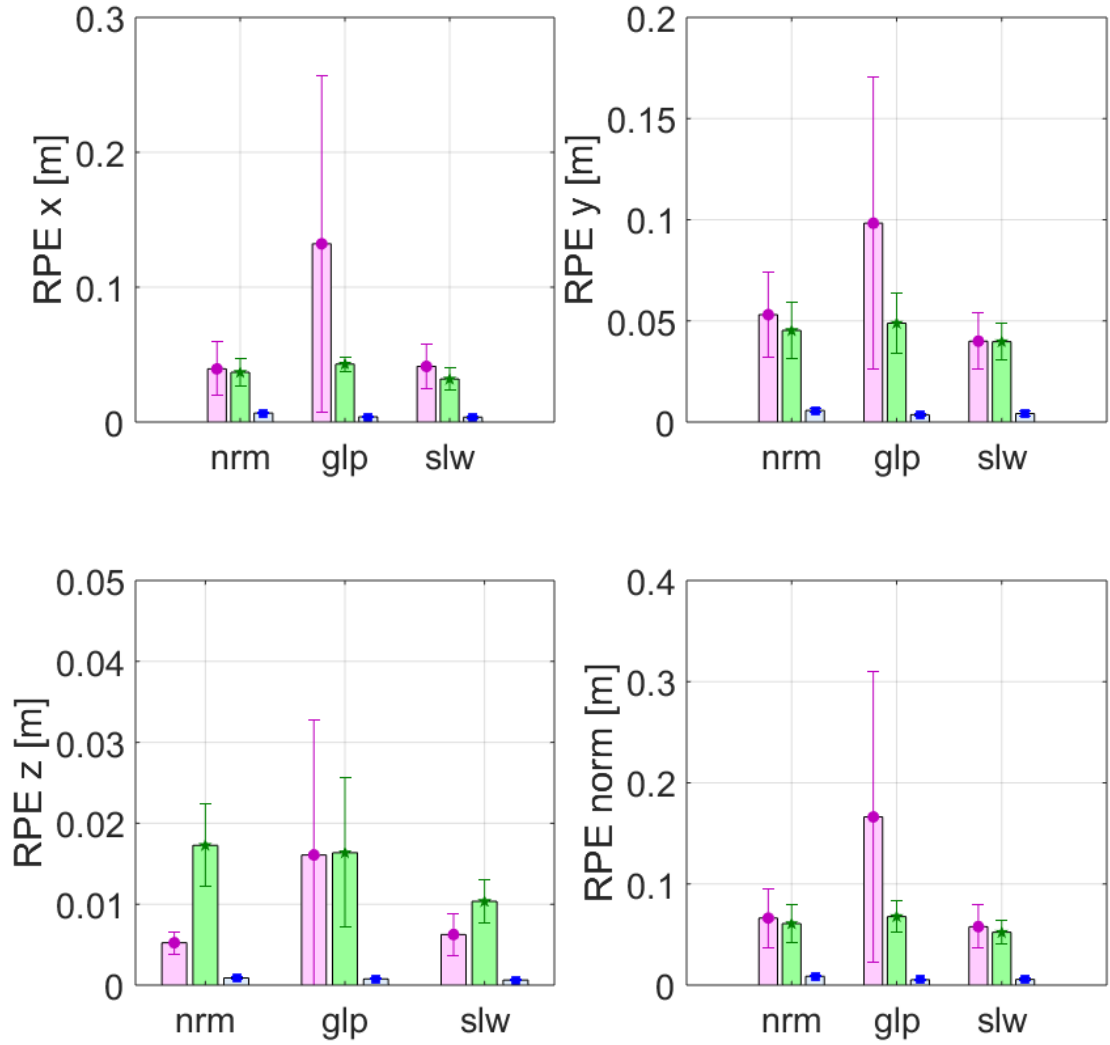 RPE x [m]
0.3
0.2
0.1
0
nrm glp slw
RPE y [m]
0.2
0.15
0.1
0.05
0
nrm glp slw
RPE z [m]
0.05
0.04
0.03
0.02
0.01
0
nrm glp slw
RPE norm [m]
0.4
0.3
0.2
0.1
0
nrm glp slw